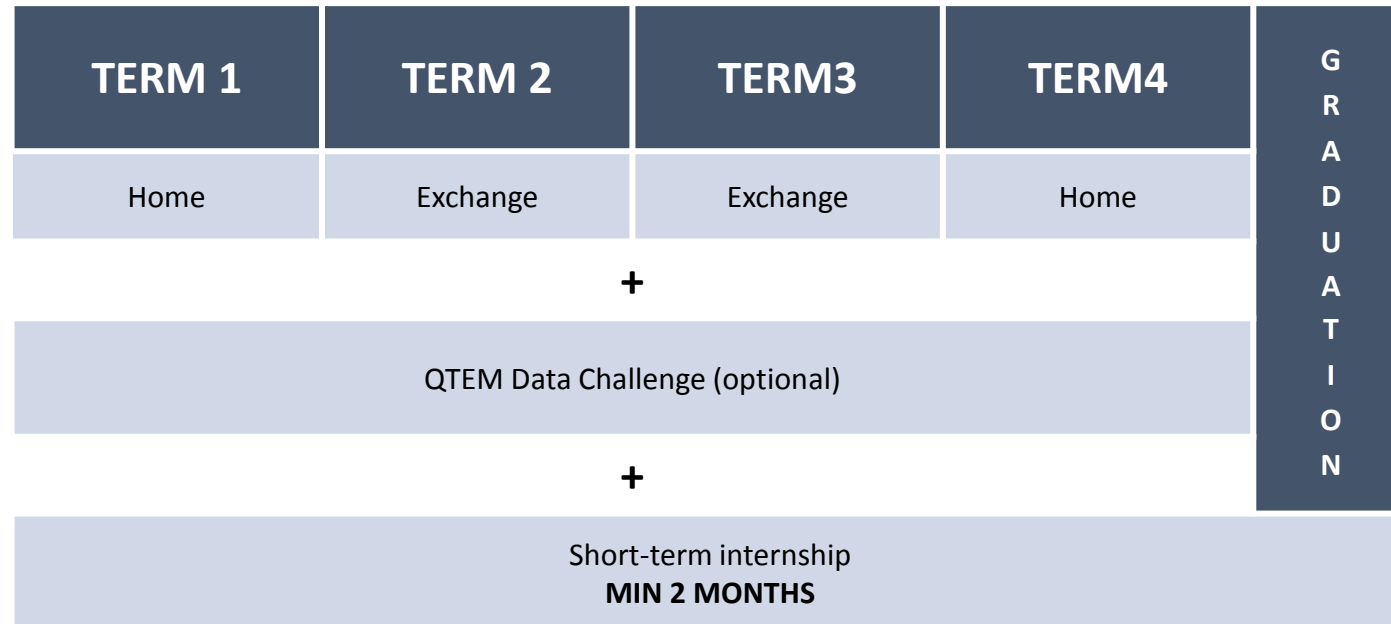 TERM 1
TERM 2
TERM3
TERM4
Home
Exchange
Exchange
Home
+
QTEM Data Challenge (optional)
+
Short-term internship
MIN 2 MONTHS
G
R
A
D
U
A
T
I
O
N